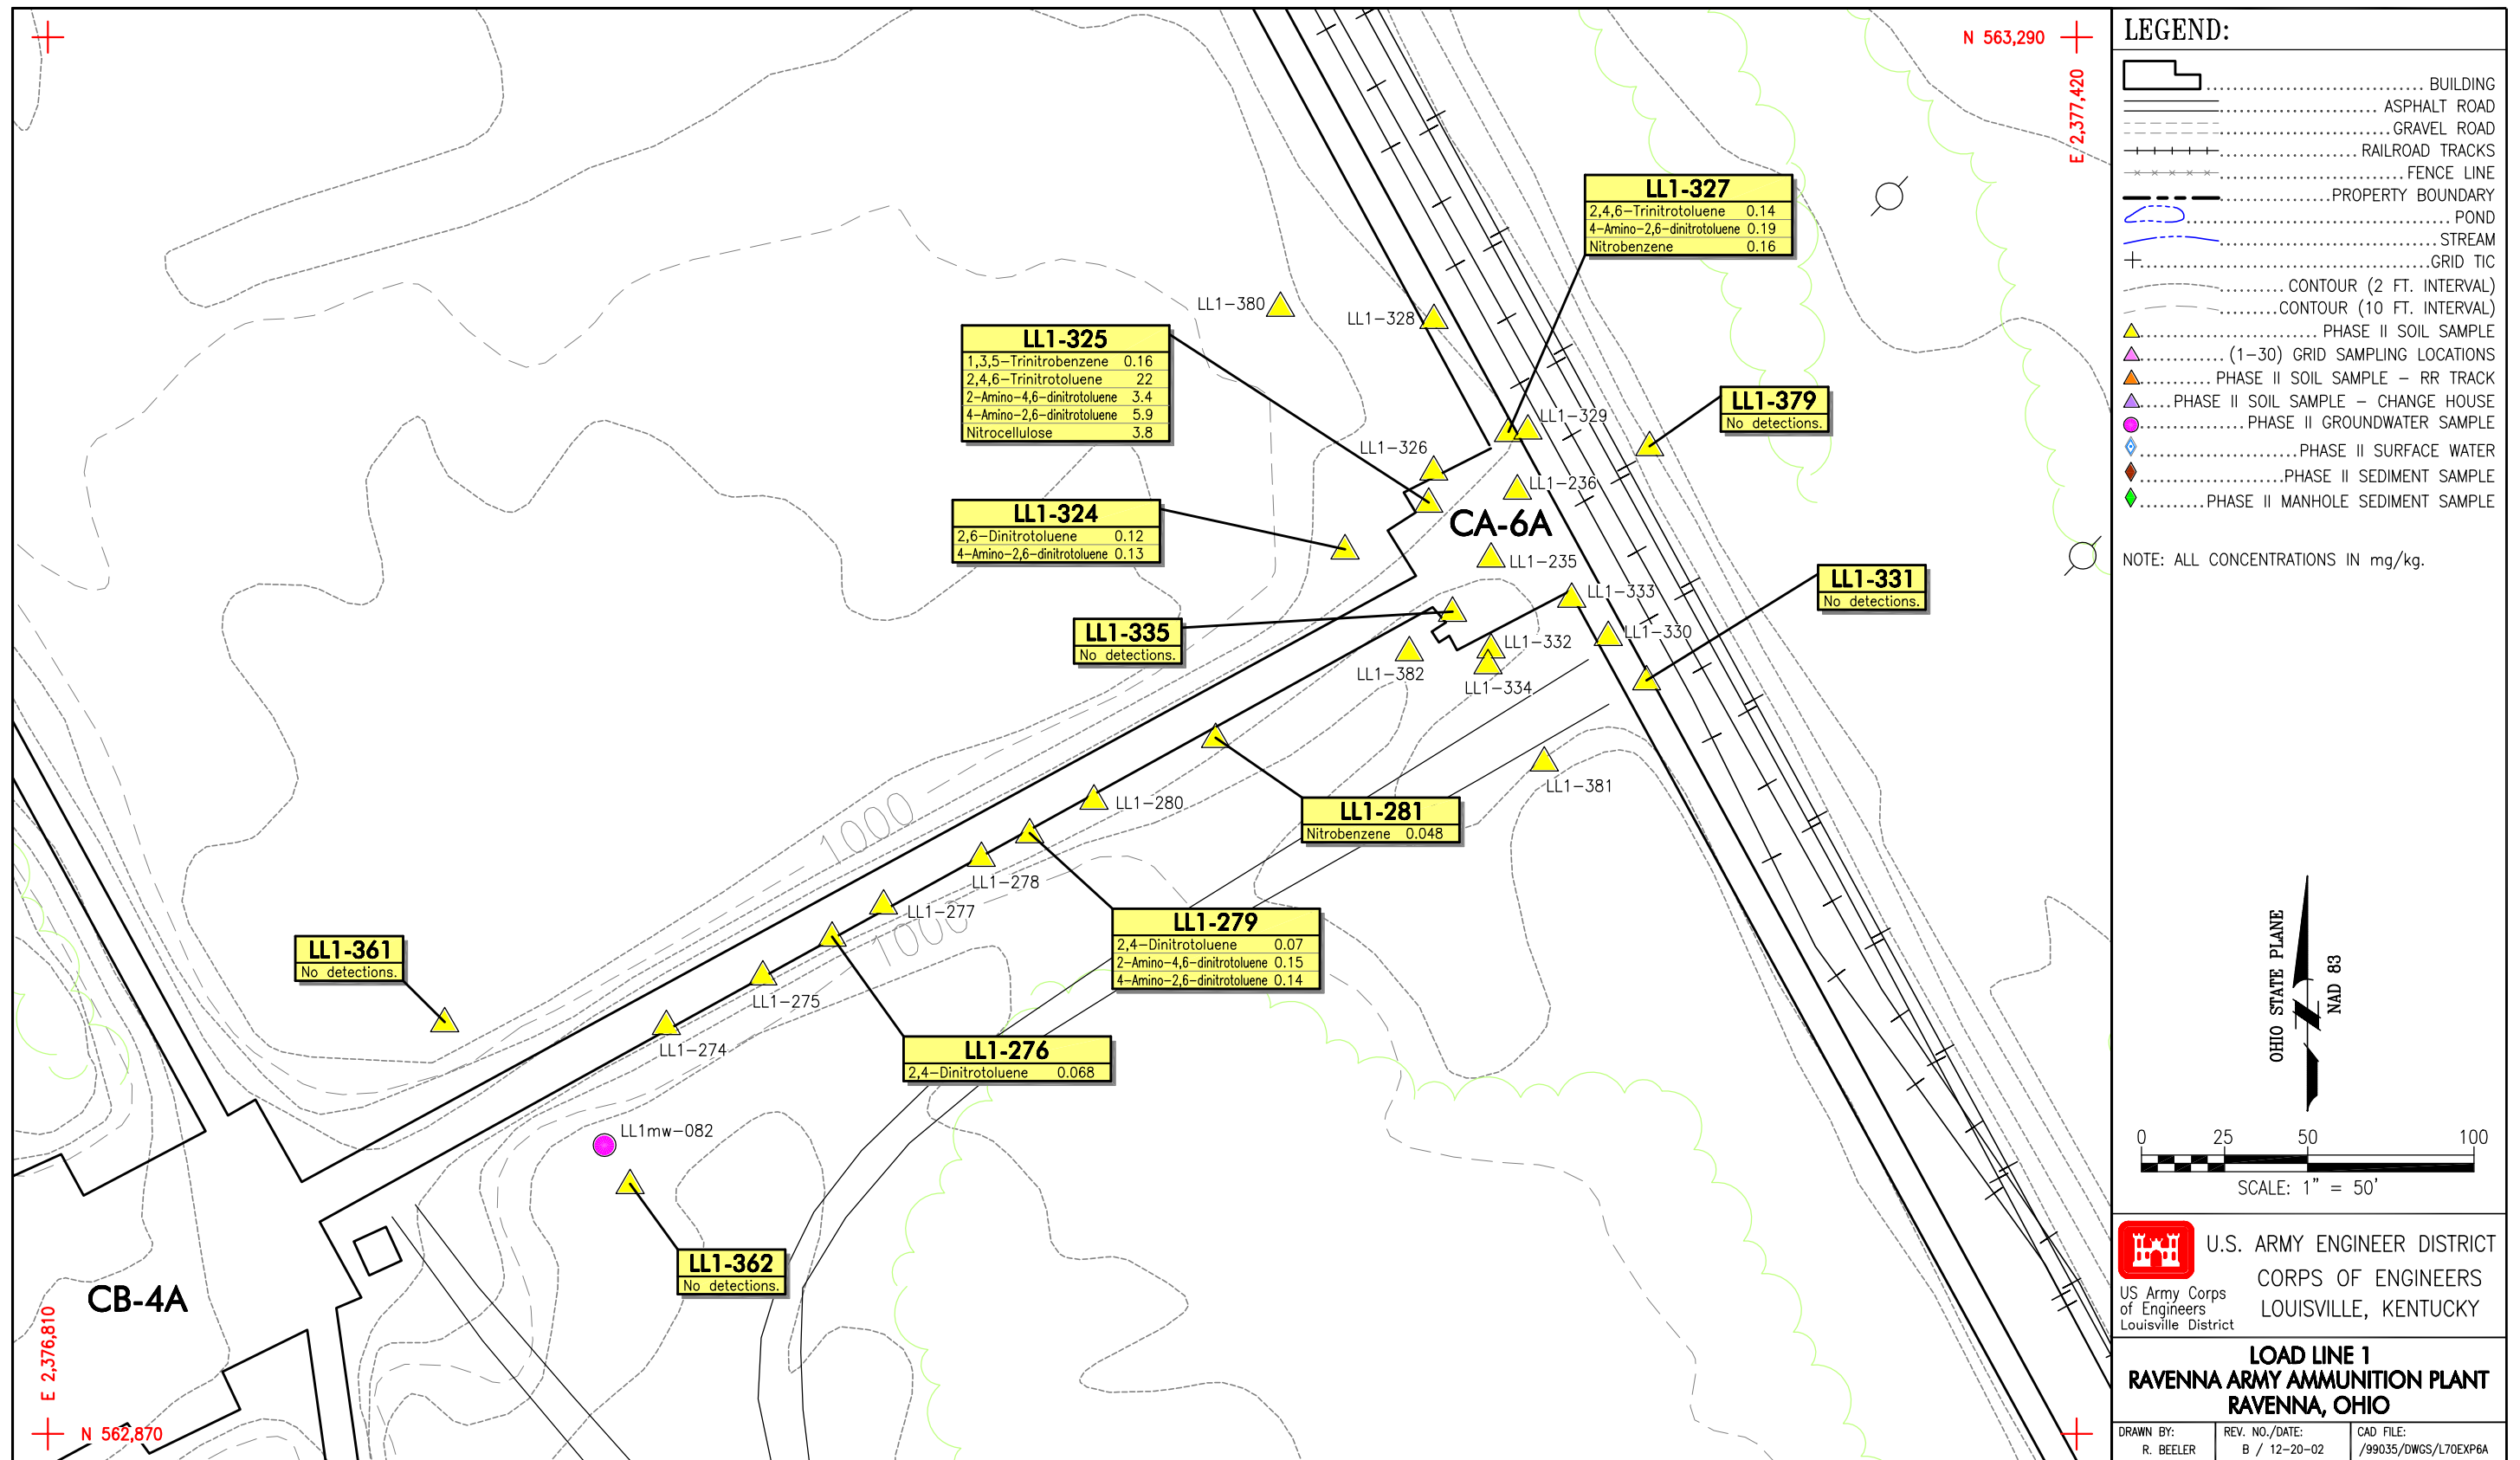 N 563,290
E 2,377,420
LL1-327
2,4,6-Trinitrotoluene 0.14
4-Amino-2,6-dinitrotoluene 0.19
Nitrobenzene 0.16
LL1-380
LL1-328
LL1-325
1,3,5-Trinitrobenzene 0.16
2,4,6-Trinitrotoluene 22
2-Amino-4,6-dinitrotoluene 3.4
4-Amino-2,6-dinitrotoluene 5.9
Nitrocellulose 3.8
LL1-379
No detections.
LL1-329
LL1-326
LL1-236
LL1-324
2,6-Dinitrotoluene 0.12
4-Amino-2,6-dinitrotoluene 0.13
CA-6A
LL1-235
LL1-331
No detections.
LL1-333
LL1-335
No detections.
LL1-330
LL1-332
LL1-382
LL1-334
LL1-381
LL1-280
1000
LL1-281
Nitrobenzene 0.048
LL1-278
LL1-277
1000
LL1-279
2,4-Dinitrotoluene 0.07
2-Amino-4,6-dinitrotoluene 0.15
4-Amino-2,6-dinitrotoluene 0.14
LL1-361
No detections.
LL1-275
LL1-274
LL1-276
2,4-Dinitrotoluene 0.068
LL1mw-082
LL1-362
No detections.
CB-4A
E 2,376,810
N 562,870
LEGEND:
BUILDING
ASPHALT ROAD
GRAVEL ROAD
RAILROAD TRACKS
FENCE LINE
PROPERTY BOUNDARY
POND
STREAM
GRID TIC
CONTOUR (2 FT. INTERVAL)
CONTOUR (10 FT. INTERVAL)
PHASE II SOIL SAMPLE
(1-30) GRID SAMPLING LOCATIONS
PHASE II SOIL SAMPLE - RR TRACK
PHASE II SOIL SAMPLE - CHANGE HOUSE
PHASE II GROUNDWATER SAMPLE
PHASE II SURFACE WATER
PHASE II SEDIMENT SAMPLE
PHASE II MANHOLE SEDIMENT SAMPLE
NOTE: ALL CONCENTRATIONS IN mg/kg.
OHIO STATE PLANE
NAD 83
0 25 50 100
SCALE: 1" = 50'
U.S. ARMY ENGINEER DISTRICT
CORPS OF ENGINEERS
LOUISVILLE, KENTUCKY
US Army Corps
of Engineers
Louisville District
LOAD LINE 1
RAVENNA ARMY AMMUNITION PLANT
RAVENNA, OHIO
DRAWN BY:
R. BEELER
REV. NO./DATE:
B / 12-20-02
CAD FILE:
/99035/DWGS/L70EXP6A